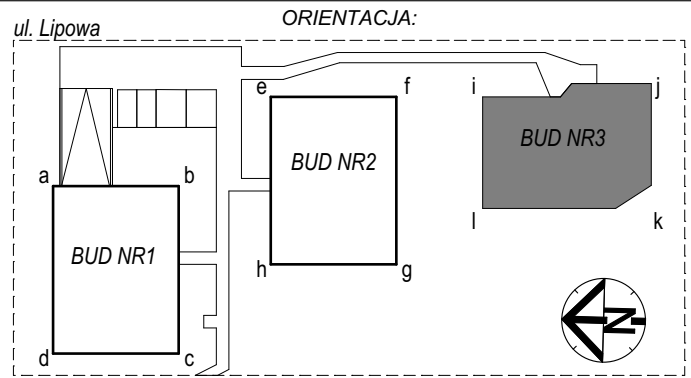 ORIENTACJA:
ul. Lipowa
e
f
i
j
BUD NR3
BUD NR2
a
b
l
k
BUD NR1
h
g
N
d
c